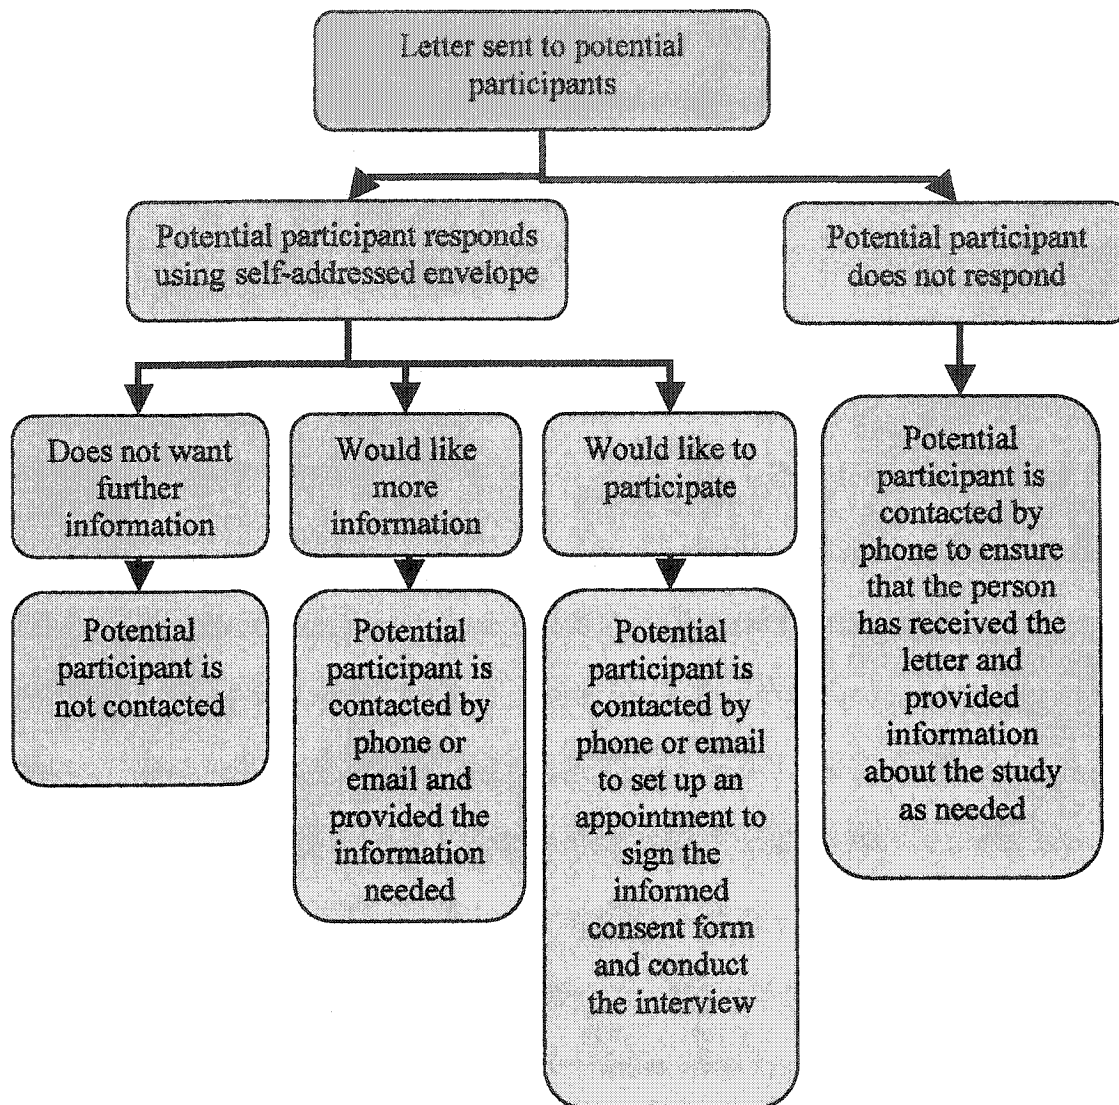 Letter sent to potential
participants
Potential participant responds
using self-addressed envelope
Potential participant
does not respond
Does not want
further
information
Would like
more
information
Would like to
participate
Potential
participant is
contacted by
phone to ensure
that the person
has received the
letter and
provided
information
about the study
as needed
Potential
participant is
not contacted
Potential
participant is
contacted by
phone or
email and
provided the
information
needed
Potential
participant is
contacted by
phone or email
to set up an
appointment to
sign the
informed
consent form
and conduct
the interview